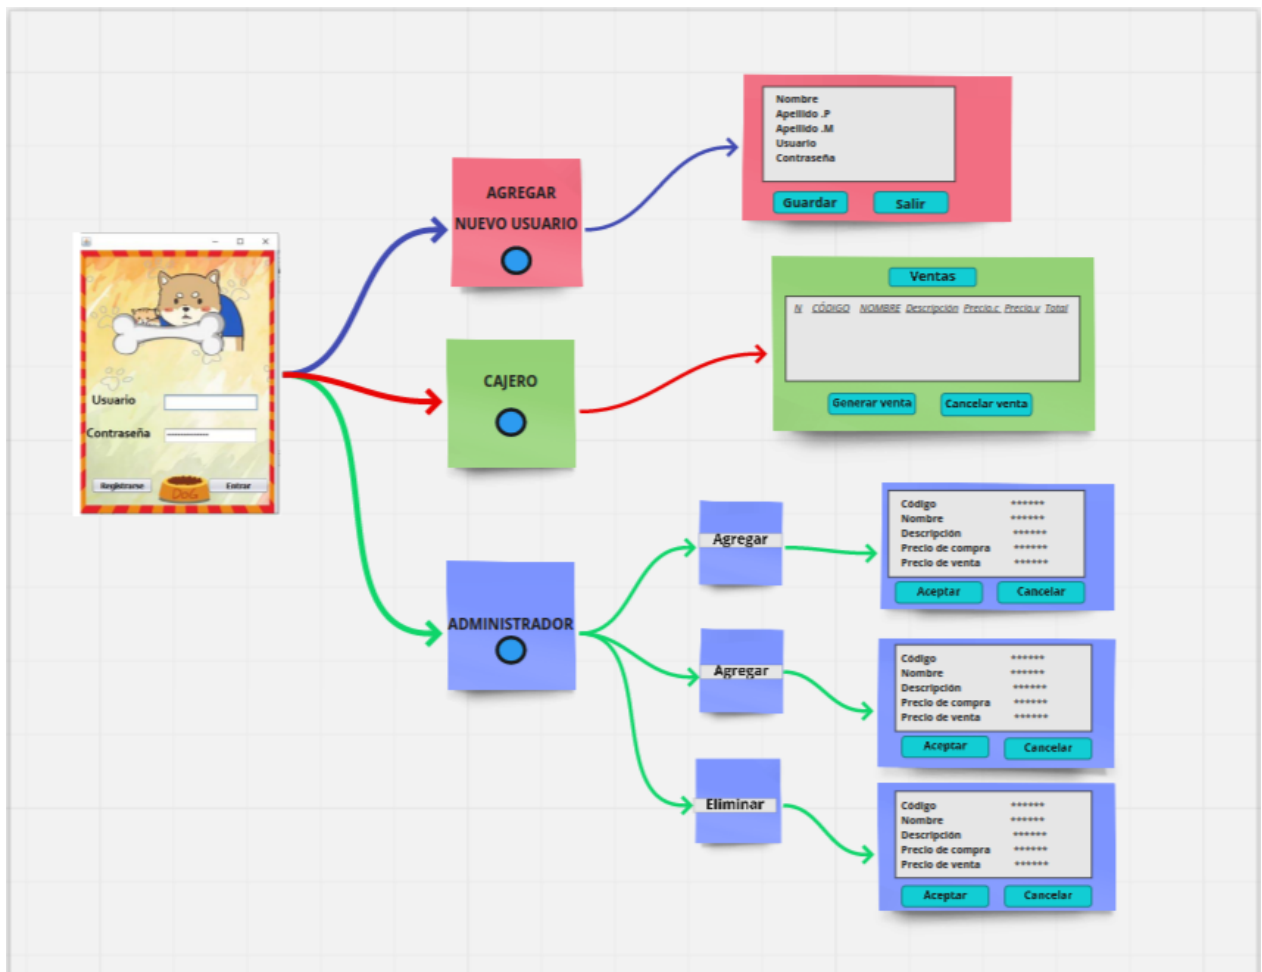 Usuario
Contraseña
Registrarse
DOG
Entrar
AGREGAR
NUEVO USUARIO
Nombre
Apellido .P
Apellido .M
Usuario
Contraseña
Guardar
Salir
CAJERO
Ventas
N CÓDIGO NOMBRE Descripción Precio.c Precio.v Total
Generar venta
Cancelar venta
ADMINISTRADOR
Agregar
Código ******
Nombre ******
Descripción ******
Precio de compra ******
Precio de venta ******
Aceptar
Cancelar
Agregar
Código ******
Nombre ******
Descripción ******
Precio de compra ******
Precio de venta ******
Aceptar
Cancelar
Eliminar
Código ******
Nombre ******
Descripción ******
Precio de compra ******
Precio de venta ******
Aceptar
Cancelar